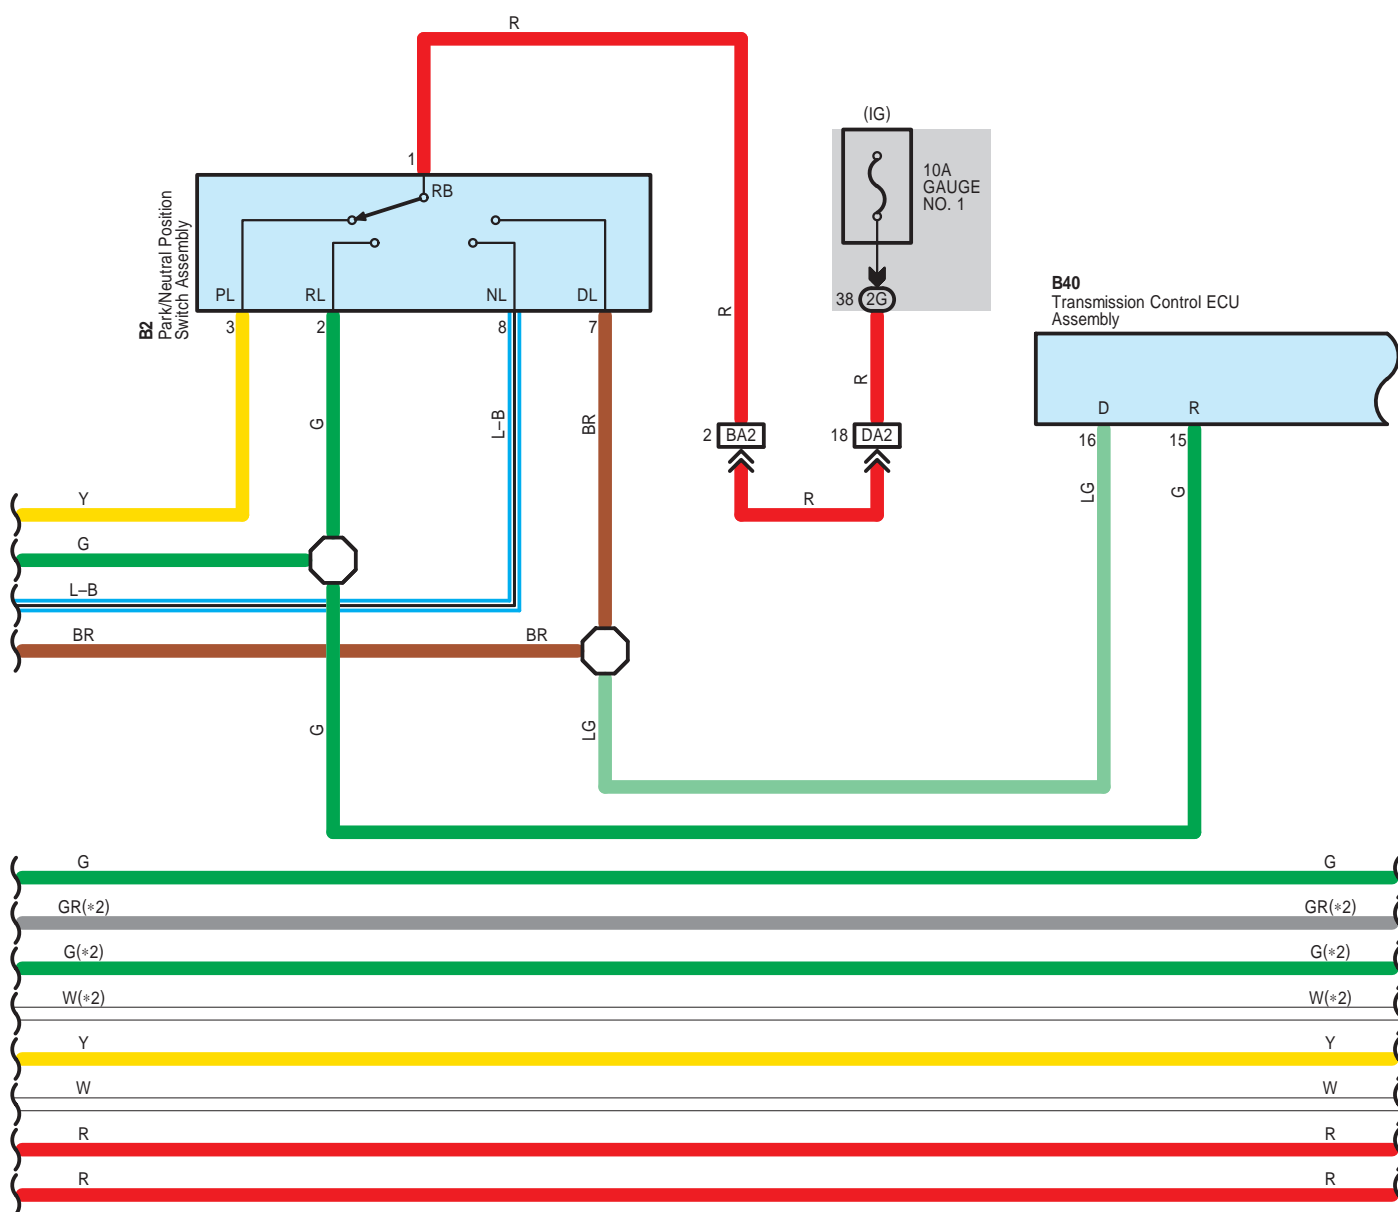 R
(IG)
10A
GAUGE
NO. 1
38
2G
1
RB
PL
RL
NL
DL
3
2
8
7
B2
Park/Neutral Position
Switch Assembly
R
R
B40
Transmission Control ECU
Assembly
D
R
16
15
2
BA2
18
DA2
G
L–B
BR
LG
G
R
Y
G
L–B
BR
BR
G
LG
G
G
GR(*2)
GR(*2)
G(*2)
G(*2)
W(*2)
W(*2)
Y
Y
W
W
R
R
R
R